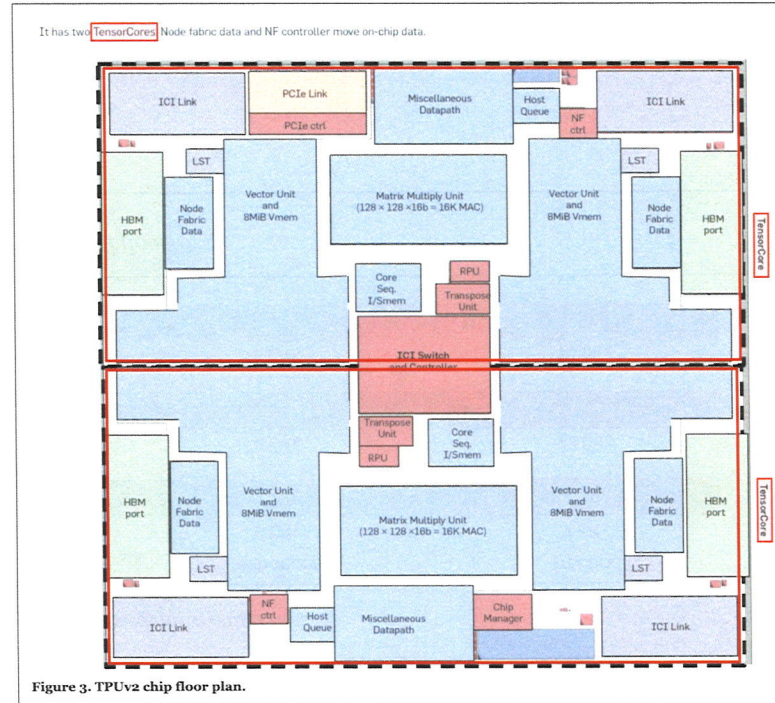 It has two TensorCores. Node fabric data and NF controller move on-chip data.
ICI Link
PCIe Link
PCIe ctrl
Miscellaneous
Datapath
Host
Queue
NF
ctrl
ICI Link
LST
LST
HBM
port
Node
Fabric
Data
Vector Unit
and
8MiB Vmem
Matrix Multiply Unit
(128 × 128 ×16b = 16K MAC)
Vector Unit
and
8MiB Vmem
Node
Fabric
Data
HBM
port
TensorCore
Core
Seq.
I/Smem
RPU
Transpose
Unit
ICI Switch
and Controller
Transpose
Unit
RPU
Core
Seq.
I/Smem
HBM
port
Node
Fabric
Data
Vector Unit
and
8MiB Vmem
Matrix Multiply Unit
(128 × 128 ×16b = 16K MAC)
Vector Unit
and
8MiB Vmem
Node
Fabric
Data
HBM
port
TensorCore
LST
LST
ICI Link
NF
ctrl
Host
Queue
Miscellaneous
Datapath
Chip
Manager
ICI Link
Figure 3. TPUv2 chip floor plan.